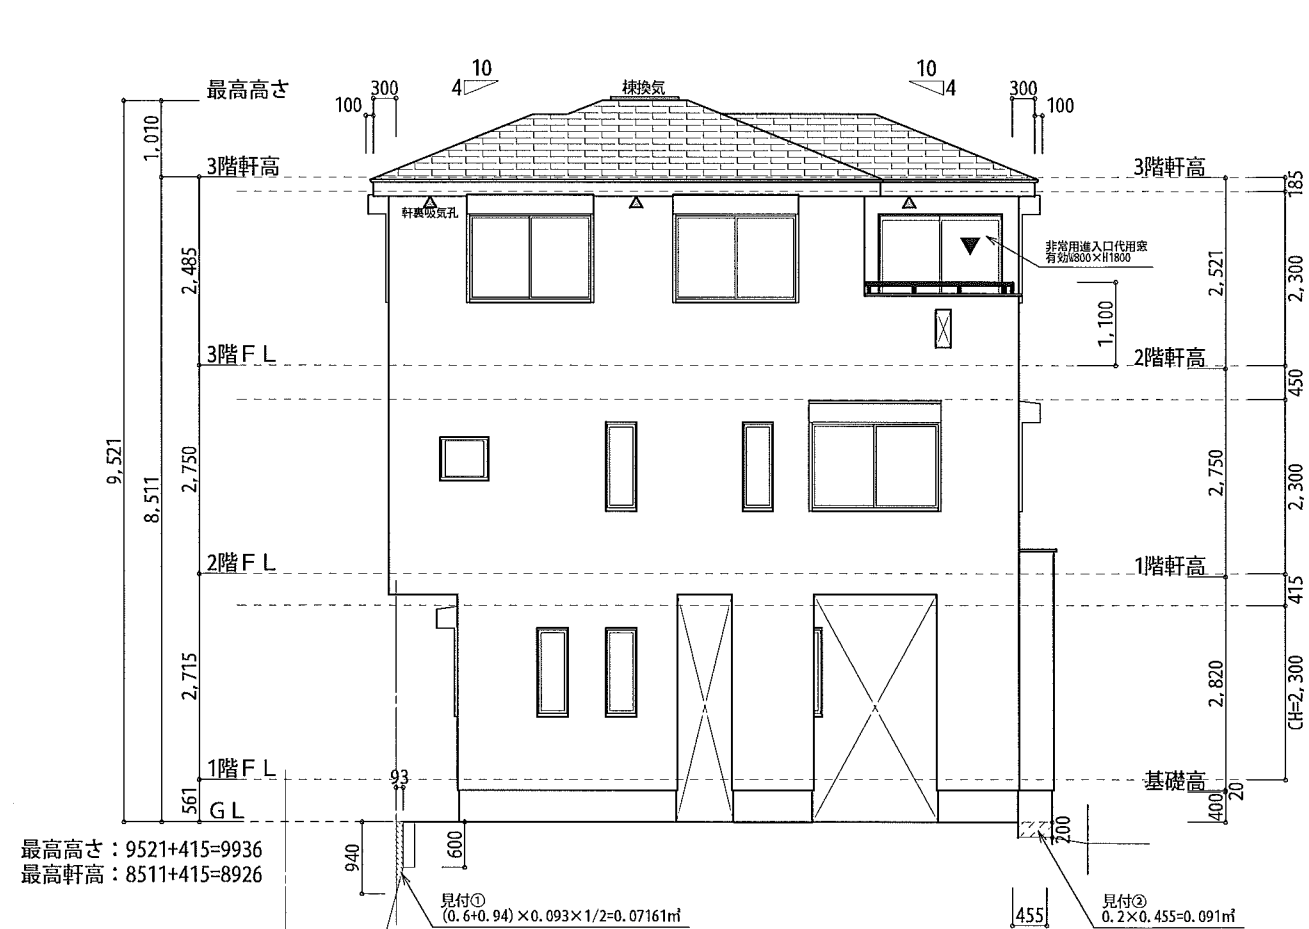 10
4
棟換気
10
4
最高高さ
300
100
300
100
1,010
3階軒高
3階軒高
185
軒裏吸気孔
非常用進入口代用窓
有効W800×H1800
2,485
2,521
2,300
1,100
3階ＦＬ
2階軒高
450
9,521
8,511
2,750
2,750
2,300
2階ＦＬ
1階軒高
415
2,715
2,820
CH=2,300
1階ＦＬ
93
基礎高
20
561
400
ＧＬ
200
最高高さ：9521+415=9936
最高軒高：8511+415=8926
940
600
見付①
(0.6+0.94)×0.093×1/2=0.07161㎡
455
見付②
0.2×0.455=0.091㎡